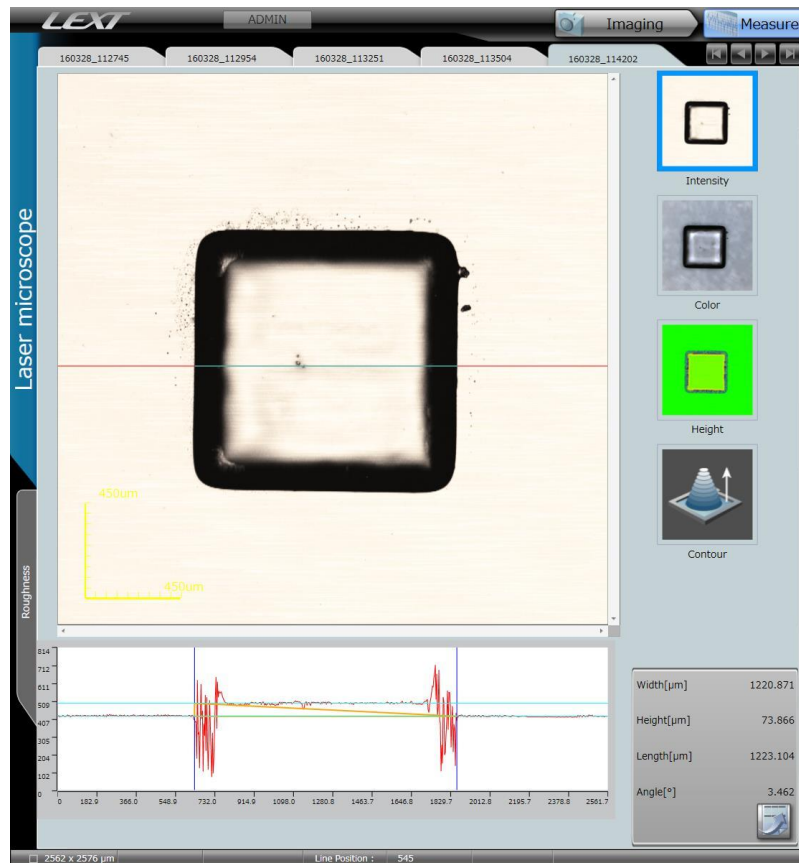 LEXT ADMIN Imaging Measure
160328_112745 160328_112954 160328_113251 160328_113504 160328_114202
Intensity
Color
Laser microscope
Height
450um
450um
Contour
Roughness
814
712
611
509
407
305
204
102
0
0 182.9 366.0 548.9 732.0 914.9 1098.0 1280.8 1463.7 1646.8 1829.7 2012.8 2195.7 2378.8 2561.7
Width[µm] 1220.871
Height[µm] 73.866
Length[µm] 1223.104
Angle[°] 3.462
2562 x 2576 µm Line Position : 545